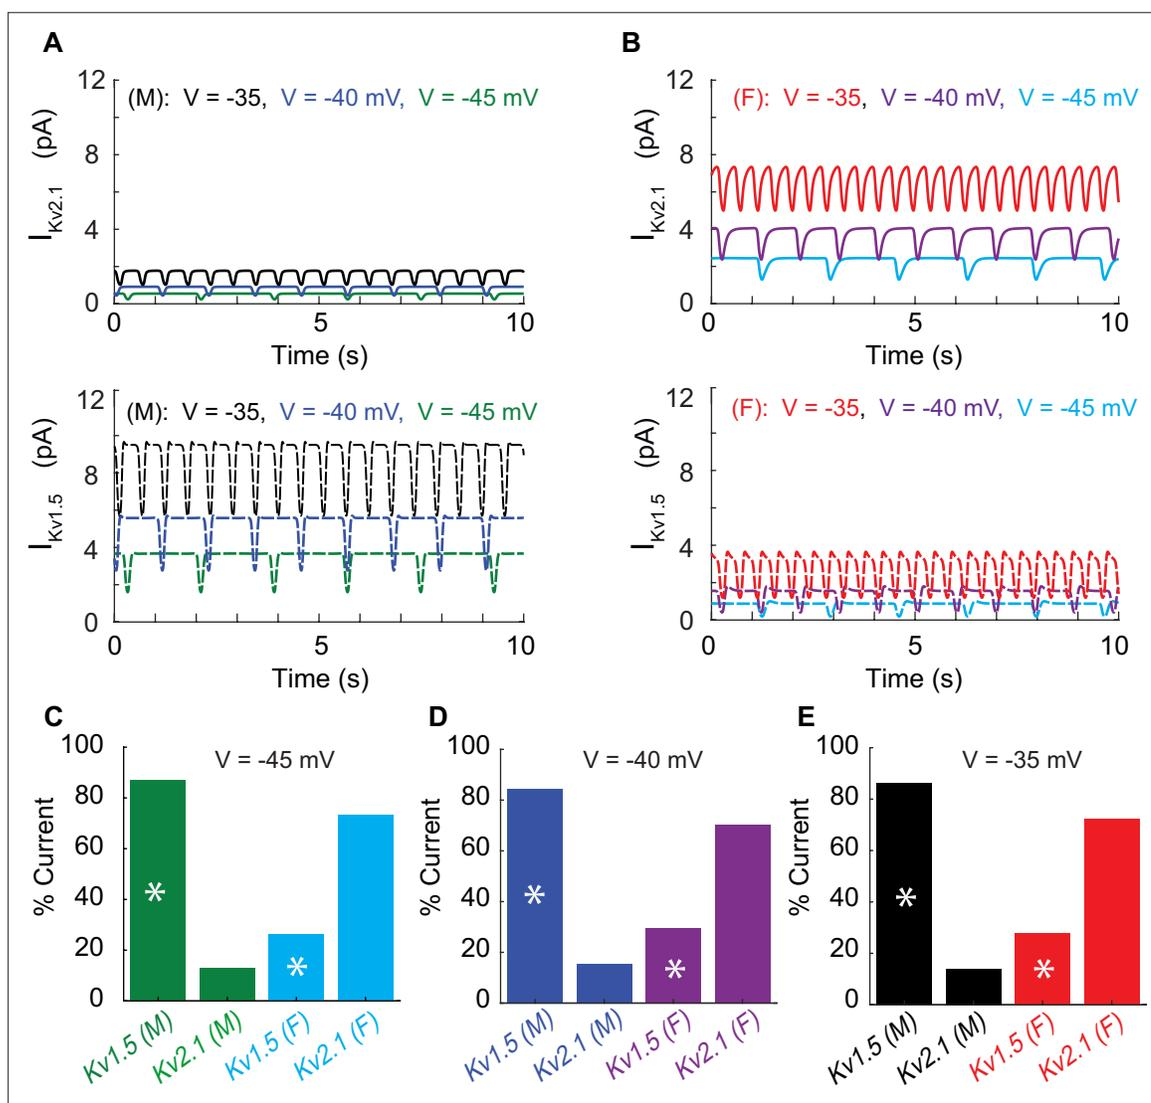 A
B
(M): V = -35, V = -40 mV, V = -45 mV
I Kv2.1 (pA)
12
8
4
0
0 5 10
Time (s)
(F): V = -35, V = -40 mV, V = -45 mV
I Kv2.1 (pA)
12
8
4
0
0 5 10
Time (s)
(M): V = -35, V = -40 mV, V = -45 mV
I Kv1.5 (pA)
12
8
4
0
0 5 10
Time (s)
(F): V = -35, V = -40 mV, V = -45 mV
I Kv1.5 (pA)
12
8
4
0
0 5 10
Time (s)
C
V = -45 mV
% Current
100
80
60
40
20
0
*
*
Kv1.5 (M)
Kv2.1 (M)
Kv1.5 (F)
Kv2.1 (F)
D
V = -40 mV
% Current
100
80
60
40
20
0
*
*
Kv1.5 (M)
Kv2.1 (M)
Kv1.5 (F)
Kv2.1 (F)
E
V = -35 mV
% Current
100
80
60
40
20
0
*
*
Kv1.5 (M)
Kv2.1 (M)
Kv1.5 (F)
Kv2.1 (F)